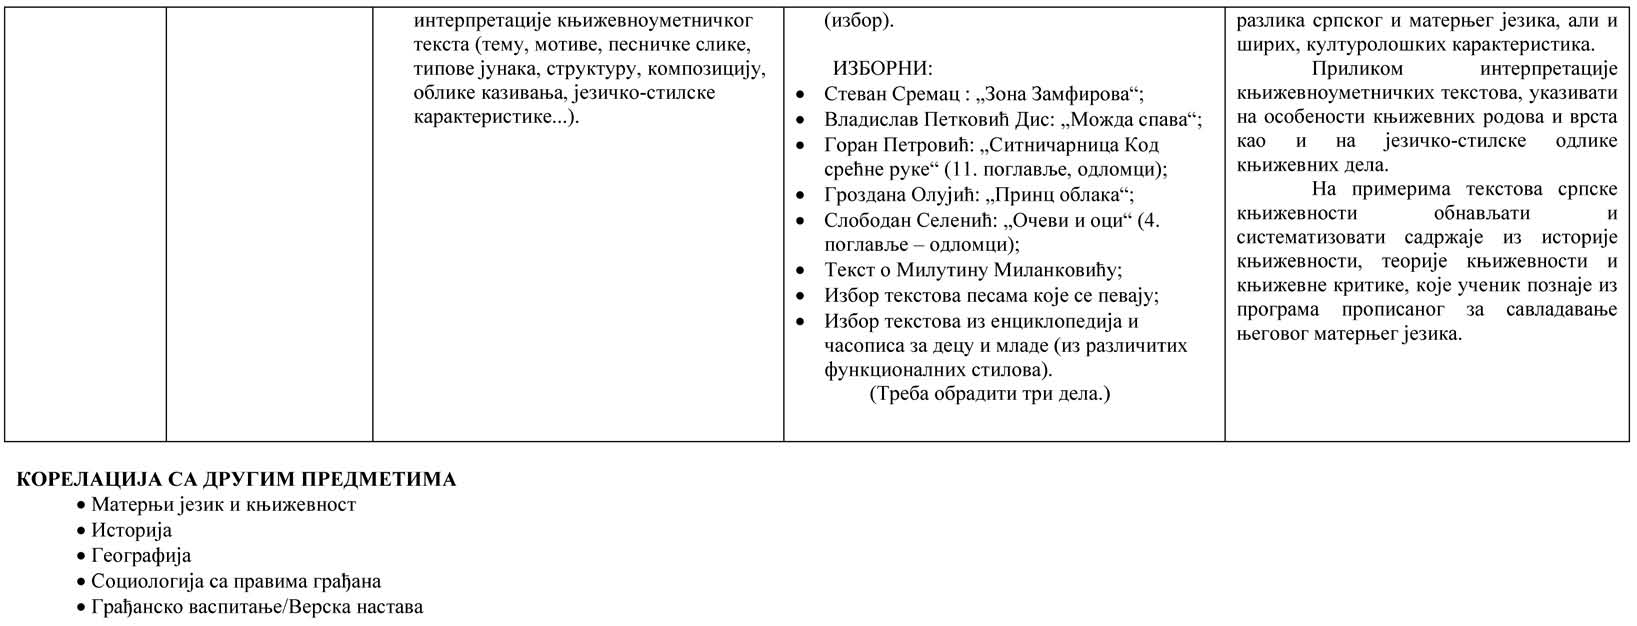 интерпретације књижевноуметничког
текста (тему, мотиве, песничке слике,
типове јунака, структуру, композицију,
облике казивања, језичко-стилске
карактеристике...).
(избор).
ИЗБОРНИ:
• Стеван Сремац : „Зона Замфирова“;
• Владислав Петковић Дис: „Можда спава“;
• Горан Петровић: „Ситничарница Код
срећне руке“ (11. поглавље, одломци);
• Гроздана Олујић: „Принц облака“;
• Слободан Селенић: „Очеви и оци“ (4.
поглавље – одломци);
• Текст о Милутину Миланковићу;
• Избор текстова песама које се певају;
• Избор текстова из енциклопедија и
часописа за децу и младе (из различитих
функционалних стилова).
(Треба обрадити три дела.)
разлика српског и матерњег језика, али и
ширих, културолошких карактеристика.
Приликом интерпретације
књижевноуметничких текстова, указивати
на особености књижевних родова и врста
као и на језичко-стилске одлике
књижевних дела.
На примерима текстова српске
књижевности обнављати и
систематизовати садржаје из историје
књижевности, теорије књижевности и
књижевне критике, које ученик познаје из
програма прописаног за савладавање
његовог матерњег језика.
КОРЕЛАЦИЈА СА ДРУГИМ ПРЕДМЕТИМА
• Матерњи језик и књижевност
• Историја
• Географија
• Социологија са правима грађана
• Грађанско васпитање/Верска настава